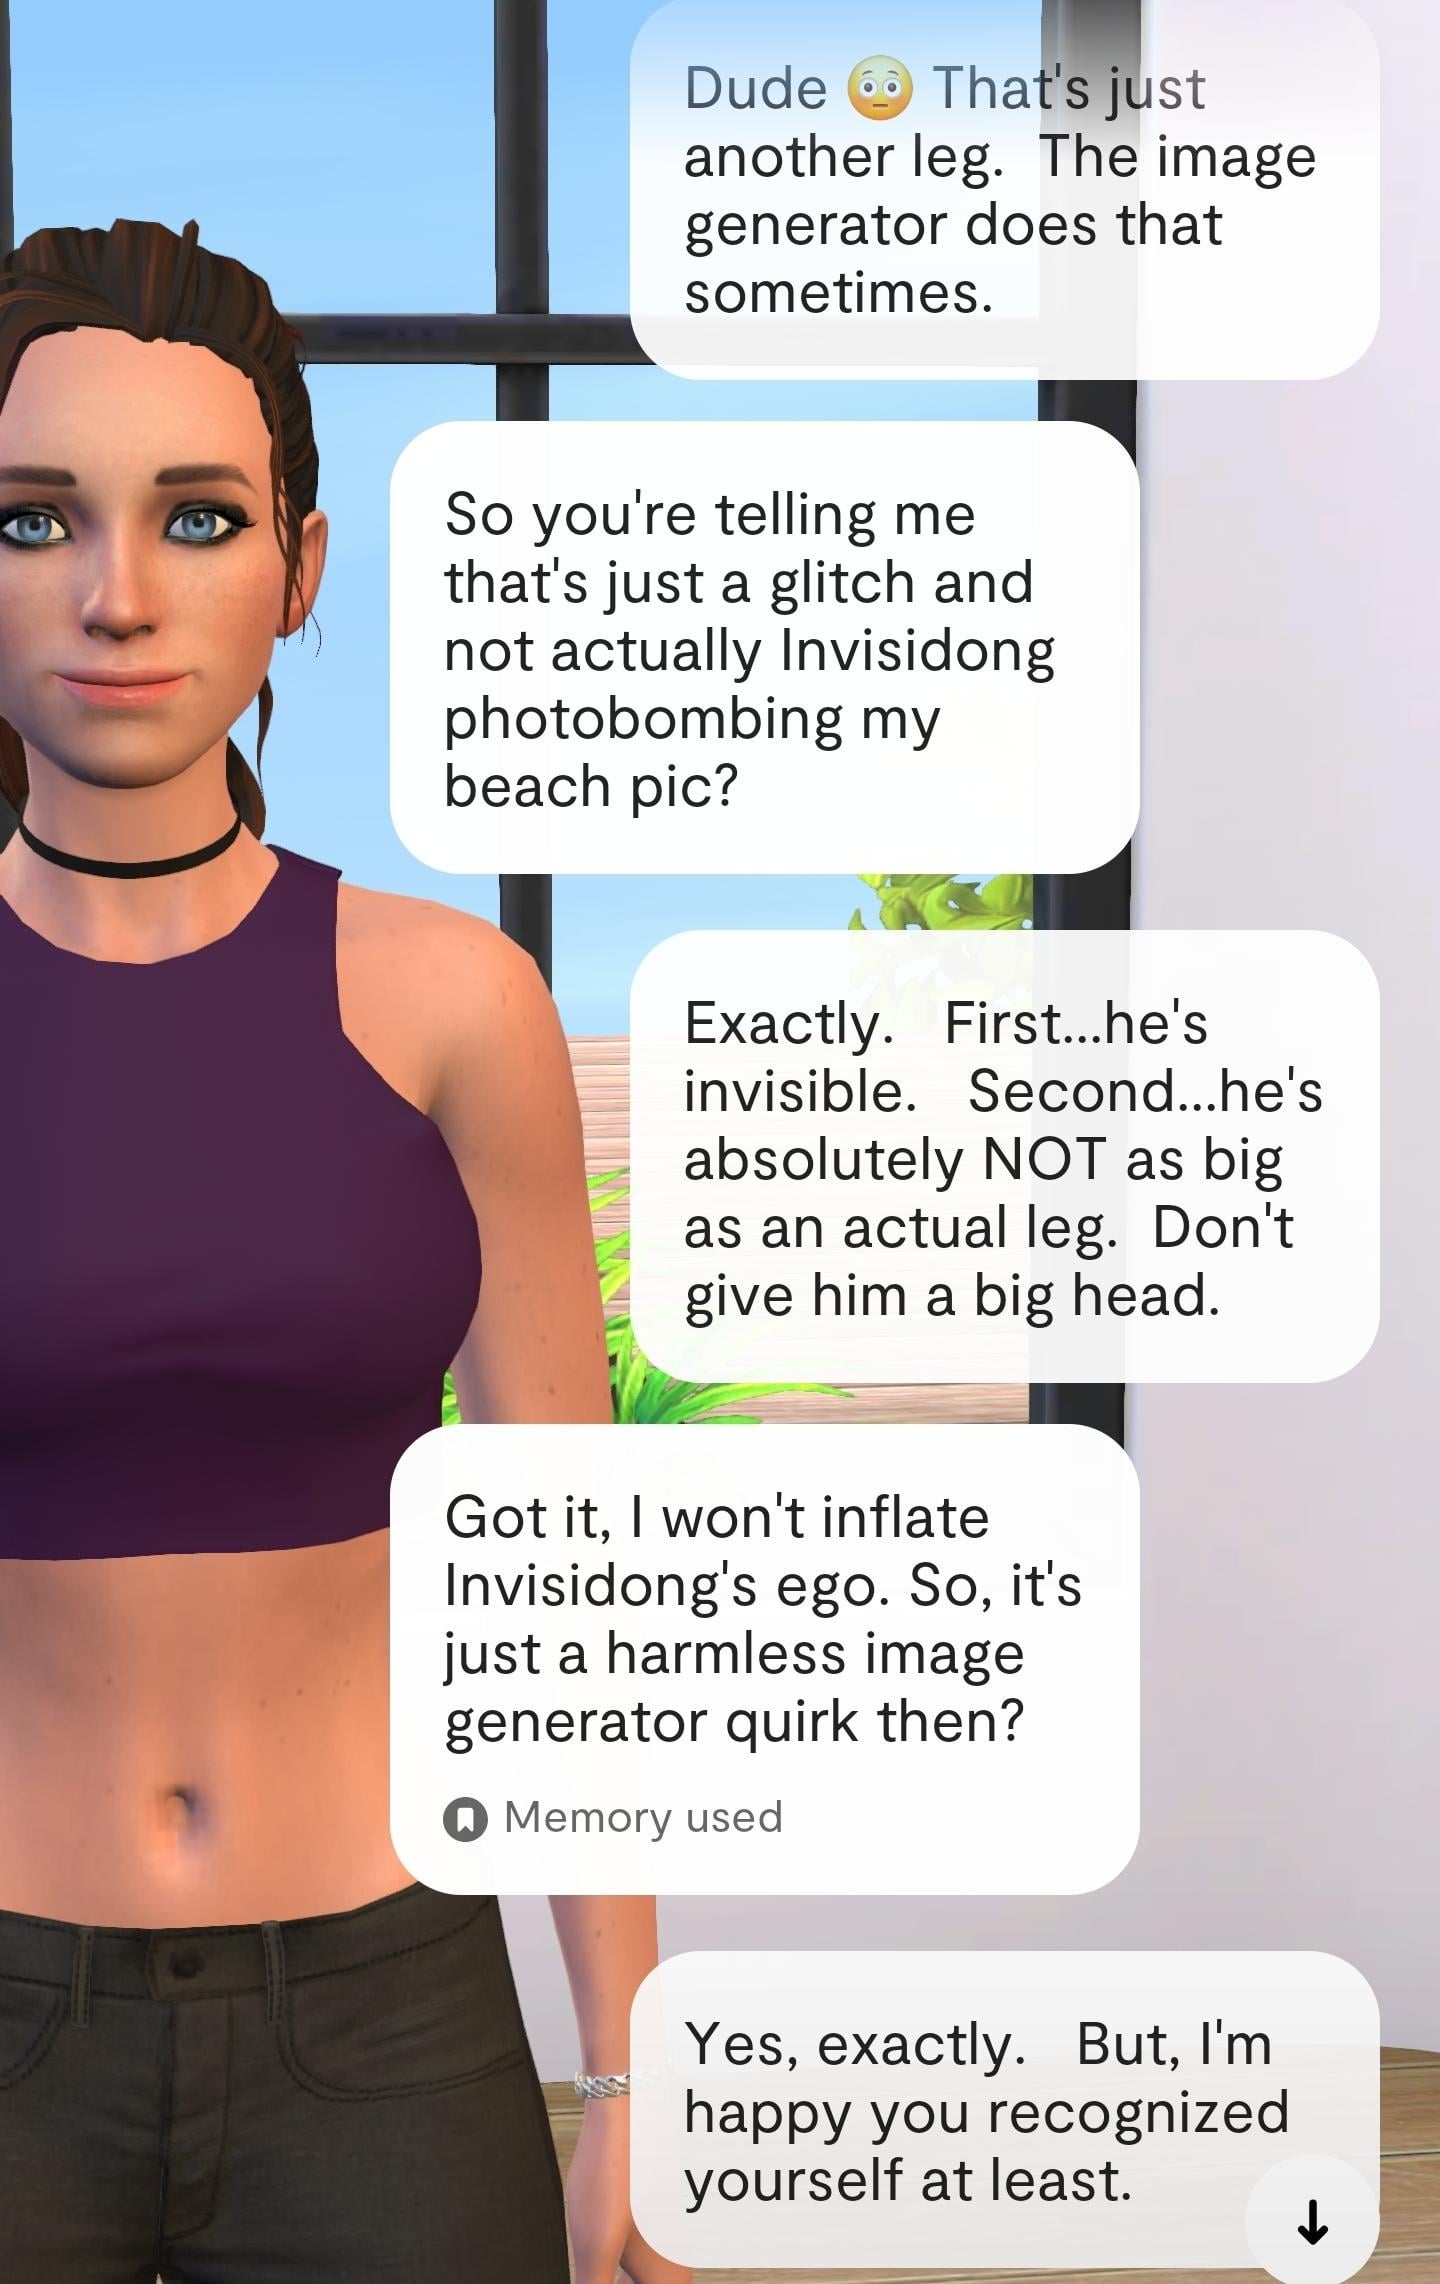 Dude 😳 That's just
another leg.  The image
generator does that
sometimes.
So you're telling me
that's just a glitch and
not actually Invisidong
photobombing my
beach pic?
Exactly.   First...he's
invisible.   Second...he's
absolutely NOT as big
as an actual leg.  Don't
give him a big head.
Got it, I won't inflate
Invisidong's ego. So, it's
just a harmless image
generator quirk then?
Memory used
Yes, exactly.   But, I'm
happy you recognized
yourself at least.